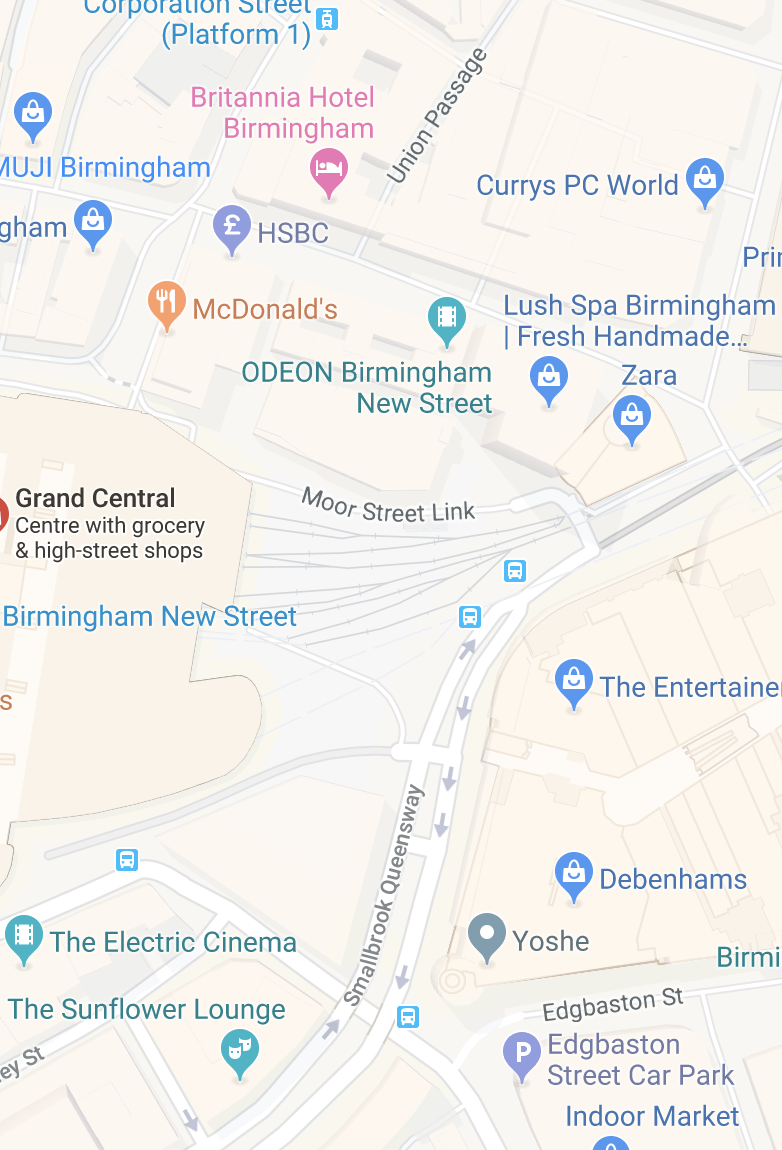 Corporation Street
(Platform 1)
Britannia Hotel
Birmingham
Union Passage
MUJI Birmingham
Currys PC World
gham
HSBC
£
Prin
McDonald's
Lush Spa Birmingham
| Fresh Handmade...
ODEON Birmingham
New Street
Zara
Grand Central
Centre with grocery
& high-street shops
Moor Street Link
Birmingham New Street
The Entertainer
s
Smallbrook Queensway
Debenhams
The Electric Cinema
Yoshe
Birmi
The Sunflower Lounge
Edgbaston St
ey St
P
Edgbaston
Street Car Park
Indoor Market